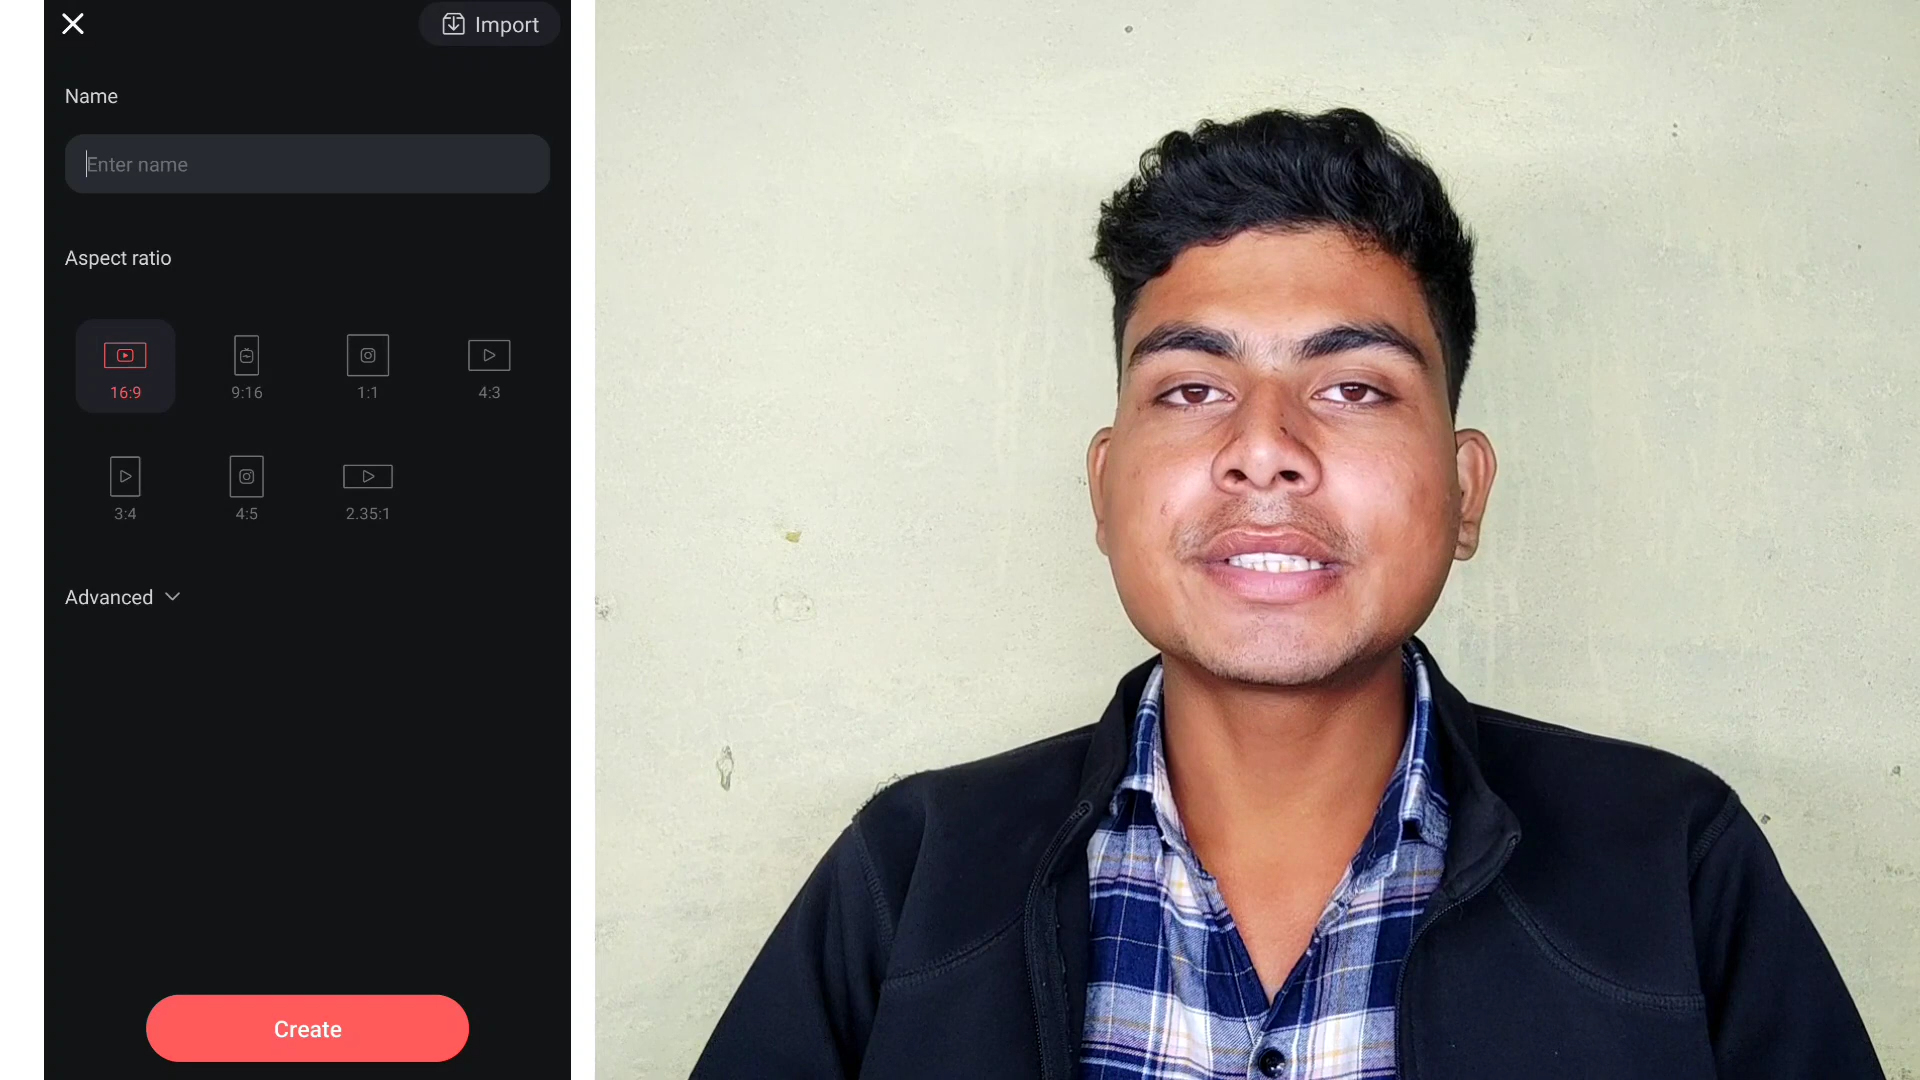 Import
Name
Enter name
Aspect ratio
16:9
9:16
1:1
4:3
3:4
4:5
2.35:1
Advanced
Create